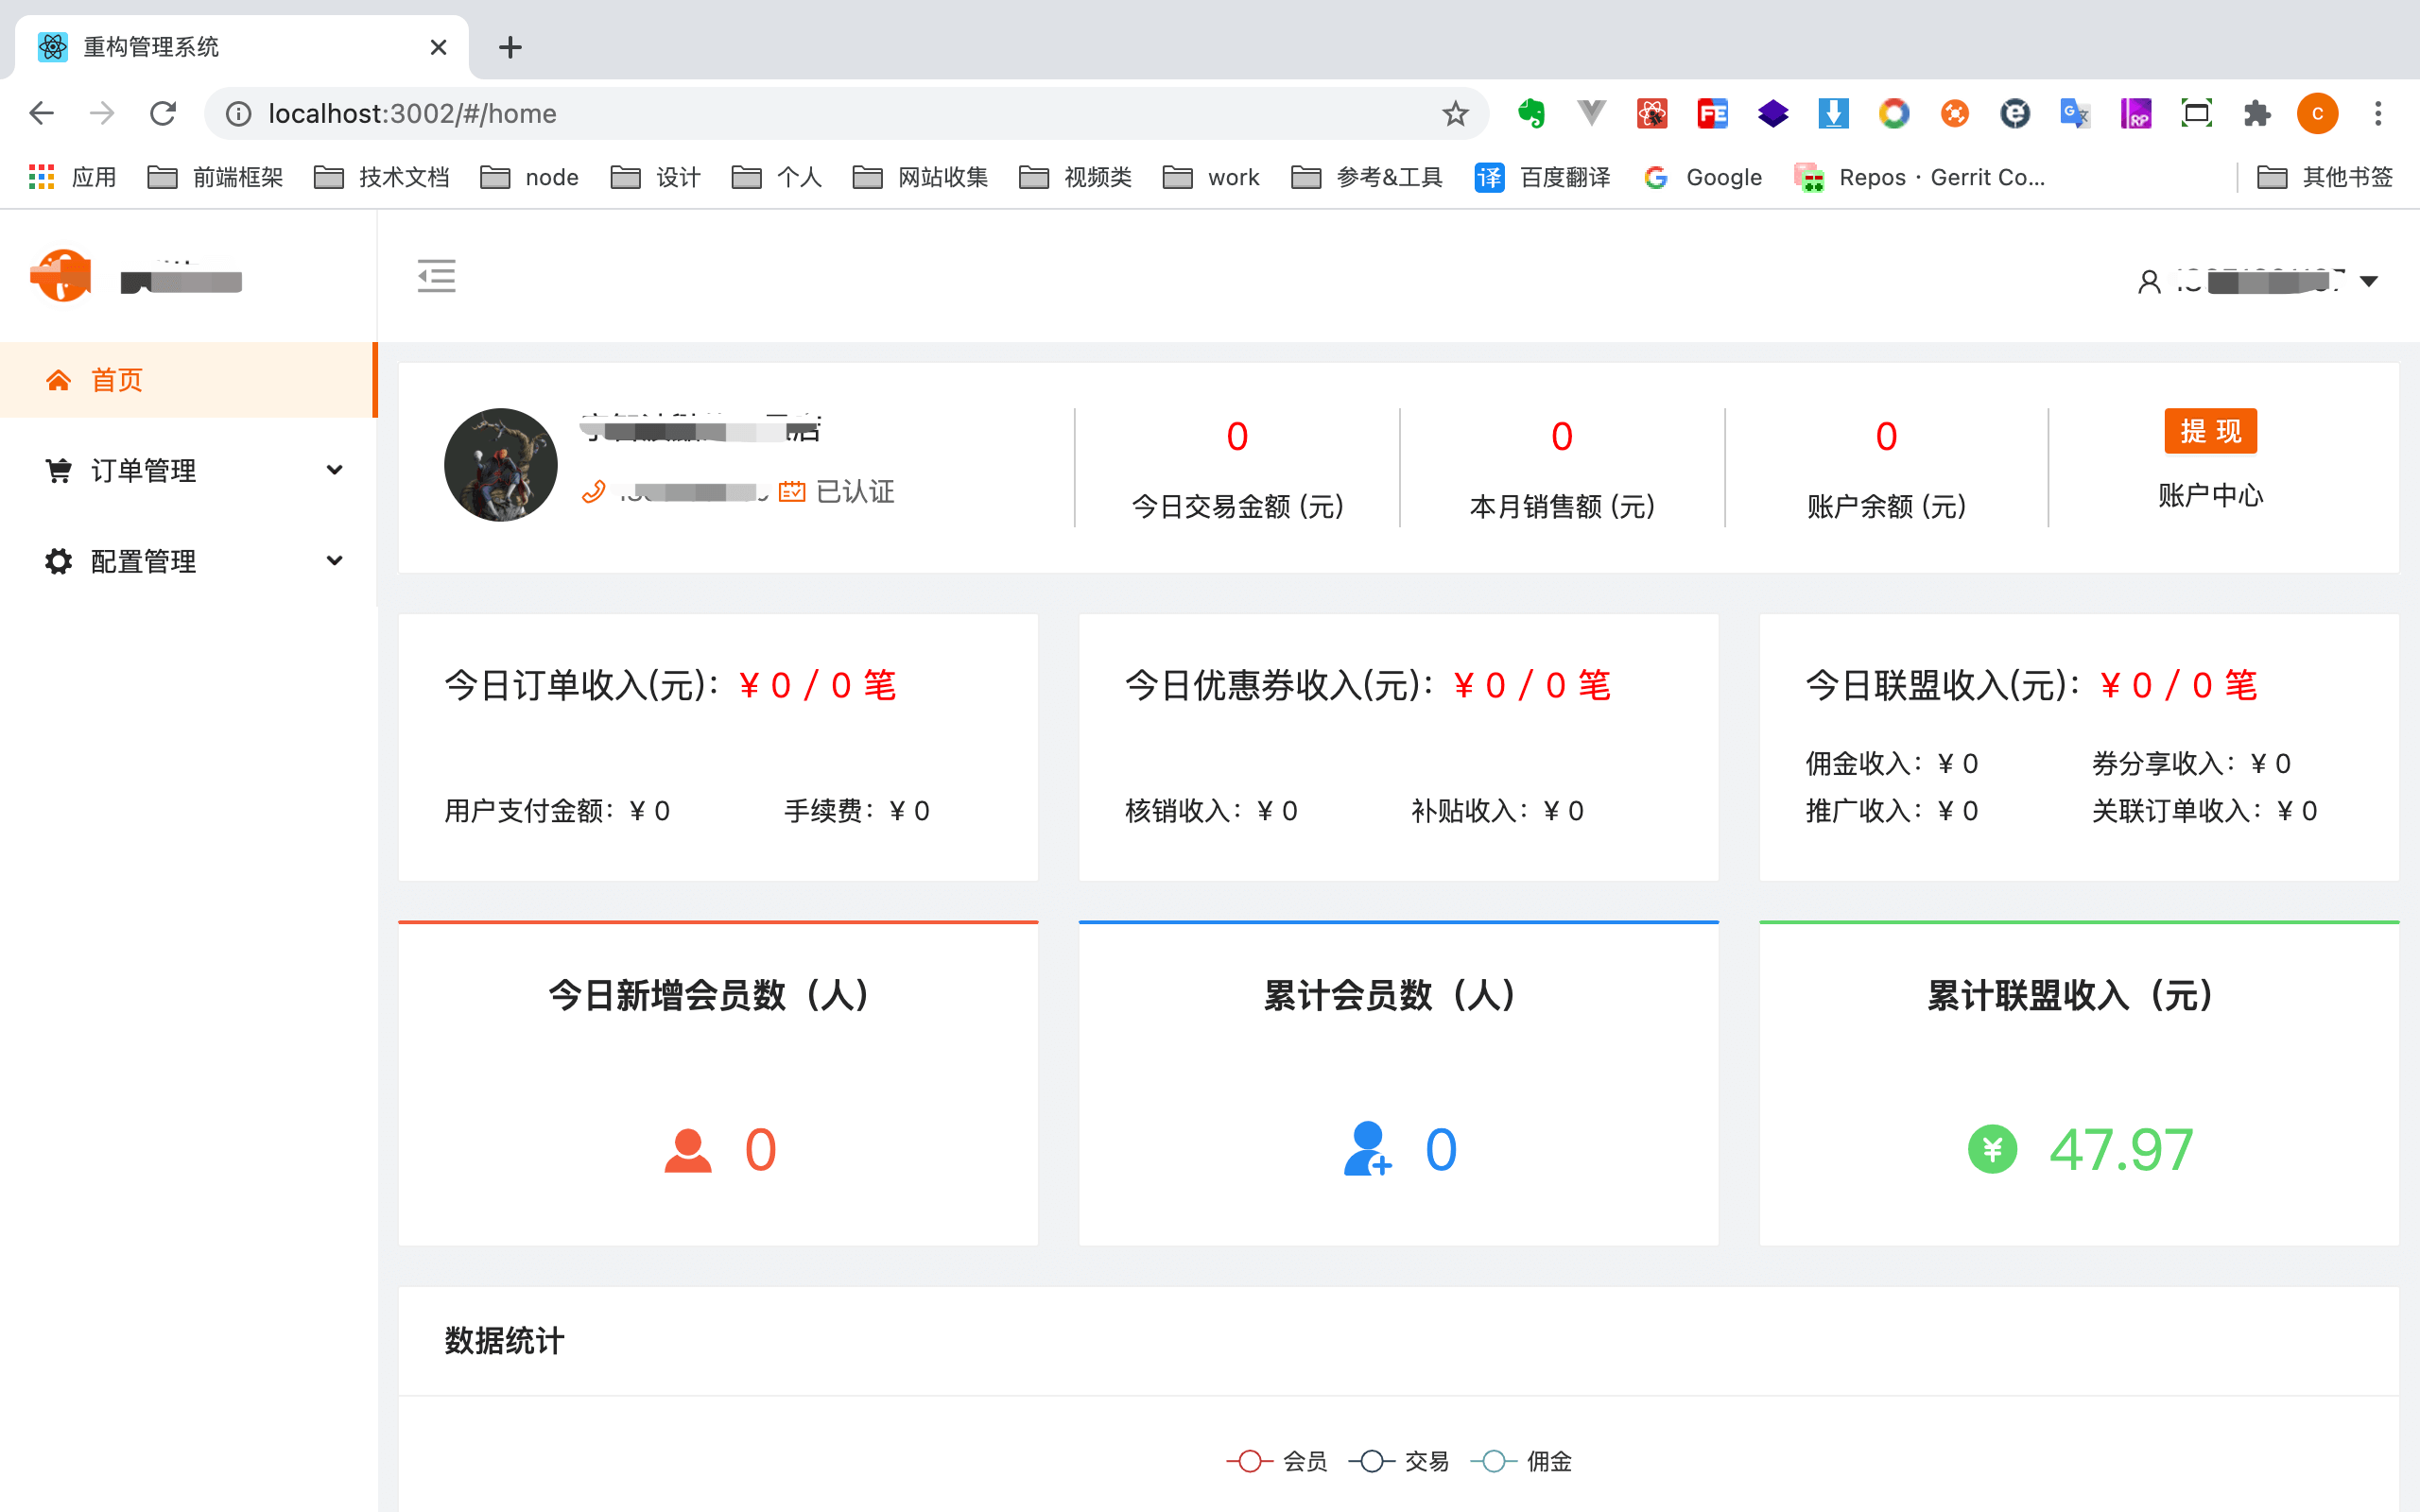 重构管理系统
localhost:3002/#/home
应用 前端框架 技术文档 node 设计 个人 网站收集 视频类 work 参考&工具 译 百度翻译 Google Repos · Gerrit Co... 其他书签
首页
订单管理
配置管理
已认证
0
今日交易金额 (元)
0
本月销售额 (元)
0
账户余额 (元)
提 现
账户中心
今日订单收入(元)：¥ 0 / 0 笔
用户支付金额：¥ 0 手续费：¥ 0
今日优惠券收入(元)：¥ 0 / 0 笔
核销收入：¥ 0 补贴收入：¥ 0
今日联盟收入(元)：¥ 0 / 0 笔
佣金收入：¥ 0 券分享收入：¥ 0
推广收入：¥ 0 关联订单收入：¥ 0
今日新增会员数（人）
0
累计会员数（人）
0
累计联盟收入（元）
¥ 47.97
数据统计
会员 交易 佣金